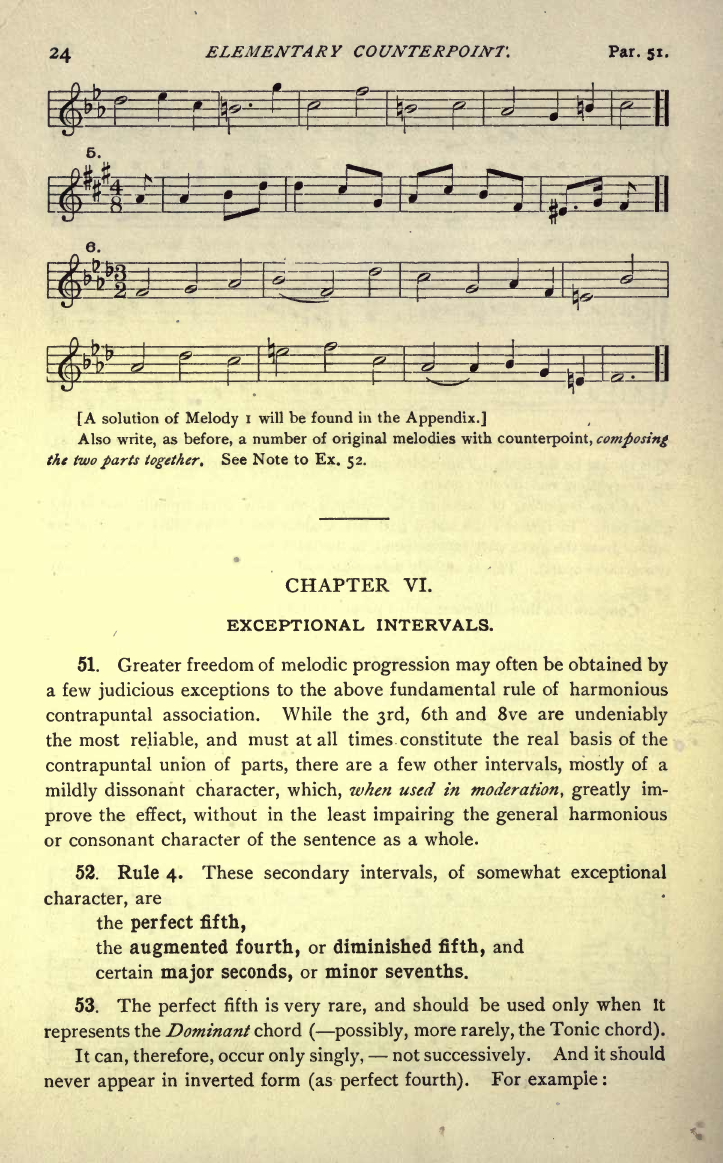 24 ELEMENTARY COUNTERPOINT. Par. 51.
5.
4
8
6.
3
2
[A solution of Melody 1 will be found in the Appendix.]
Also write, as before, a number of original melodies with counterpoint, composing
the two parts together. See Note to Ex. 52.
CHAPTER VI.
EXCEPTIONAL INTERVALS.
51. Greater freedom of melodic progression may often be obtained by
a few judicious exceptions to the above fundamental rule of harmonious
contrapuntal association. While the 3rd, 6th and 8ve are undeniably
the most reliable, and must at all times constitute the real basis of the
contrapuntal union of parts, there are a few other intervals, mostly of a
mildly dissonant character, which, when used in moderation, greatly im-
prove the effect, without in the least impairing the general harmonious
or consonant character of the sentence as a whole.
52. Rule 4. These secondary intervals, of somewhat exceptional
character, are
the perfect fifth,
the augmented fourth, or diminished fifth, and
certain major seconds, or minor sevenths.
53. The perfect fifth is very rare, and should be used only when it
represents the Dominant chord (—possibly, more rarely, the Tonic chord).
It can, therefore, occur only singly, — not successively. And it should
never appear in inverted form (as perfect fourth). For example: